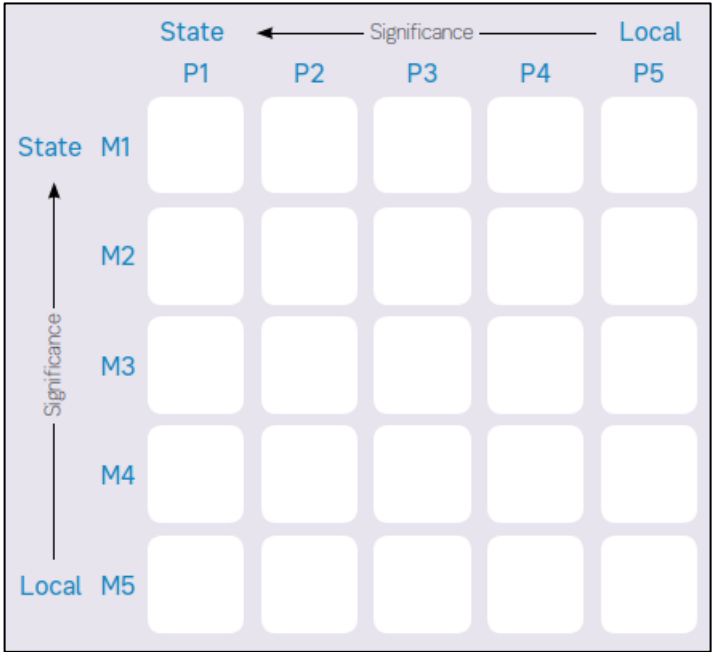 State Significance Local
P1 P2 P3 P4 P5
State M1
M2
Significance
M3
M4
Local M5